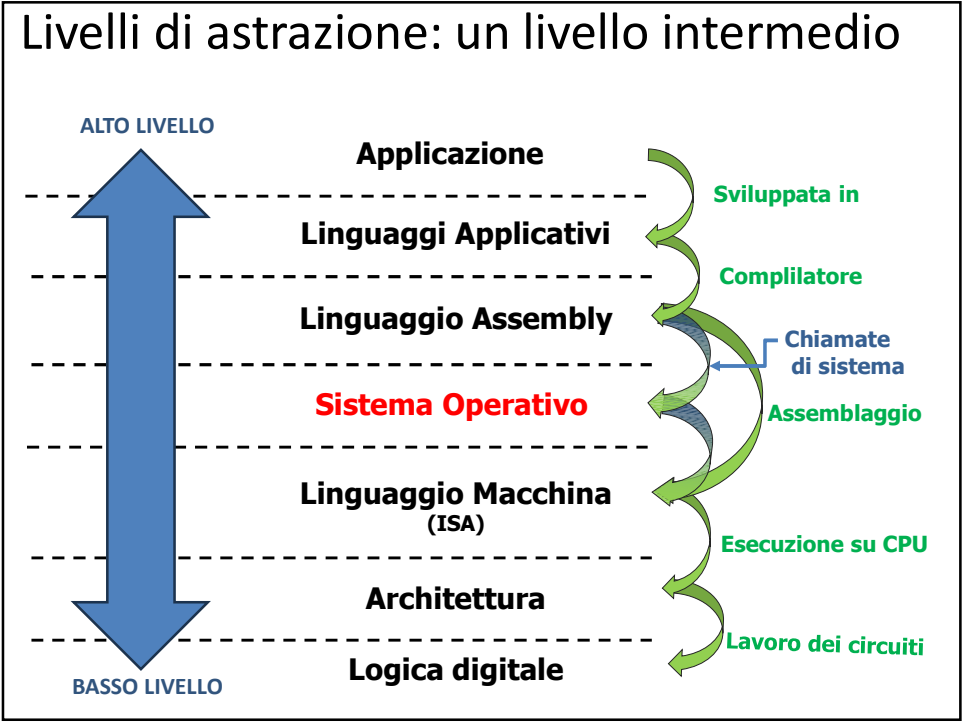 Livelli di astrazione: un livello intermedio
ALTO LIVELLO
Applicazione
Sviluppata in
Linguaggi Applicativi
Complilatore
Linguaggio Assembly
Chiamate
di sistema
Sistema Operativo
Assemblaggio
Linguaggio Macchina
(ISA)
Esecuzione su CPU
Architettura
Lavoro dei circuiti
Logica digitale
BASSO LIVELLO